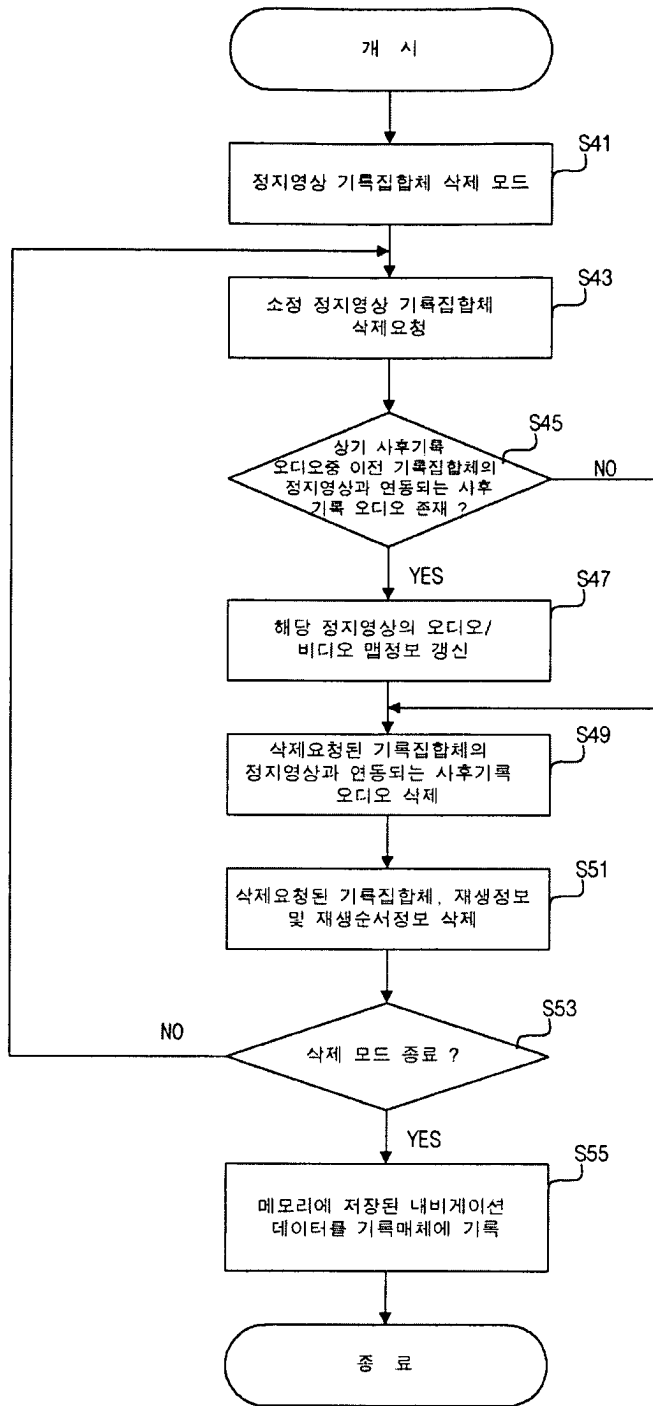 개 시
S41
정지영상 기록집합체 삭제 모드
S43
소정 정지영상 기록집합체
삭제요청
S45
상기 사후기록
오디오중 이전 기록집합체의
정지영상과 연동되는 사후
기록 오디오 존재 ?
NO
YES
S47
해당 정지영상의 오디오/
비디오 맵정보 갱신
S49
삭제요청된 기록집합체의
정지영상과 연동되는 사후기록
오디오 삭제
S51
삭제요청된 기록집합체, 재생정보
및 재생순서정보 삭제
S53
NO
삭제 모드 종료 ?
YES
S55
메모리에 저장된 내비게이션
데이터를 기록매체에 기록
종 료